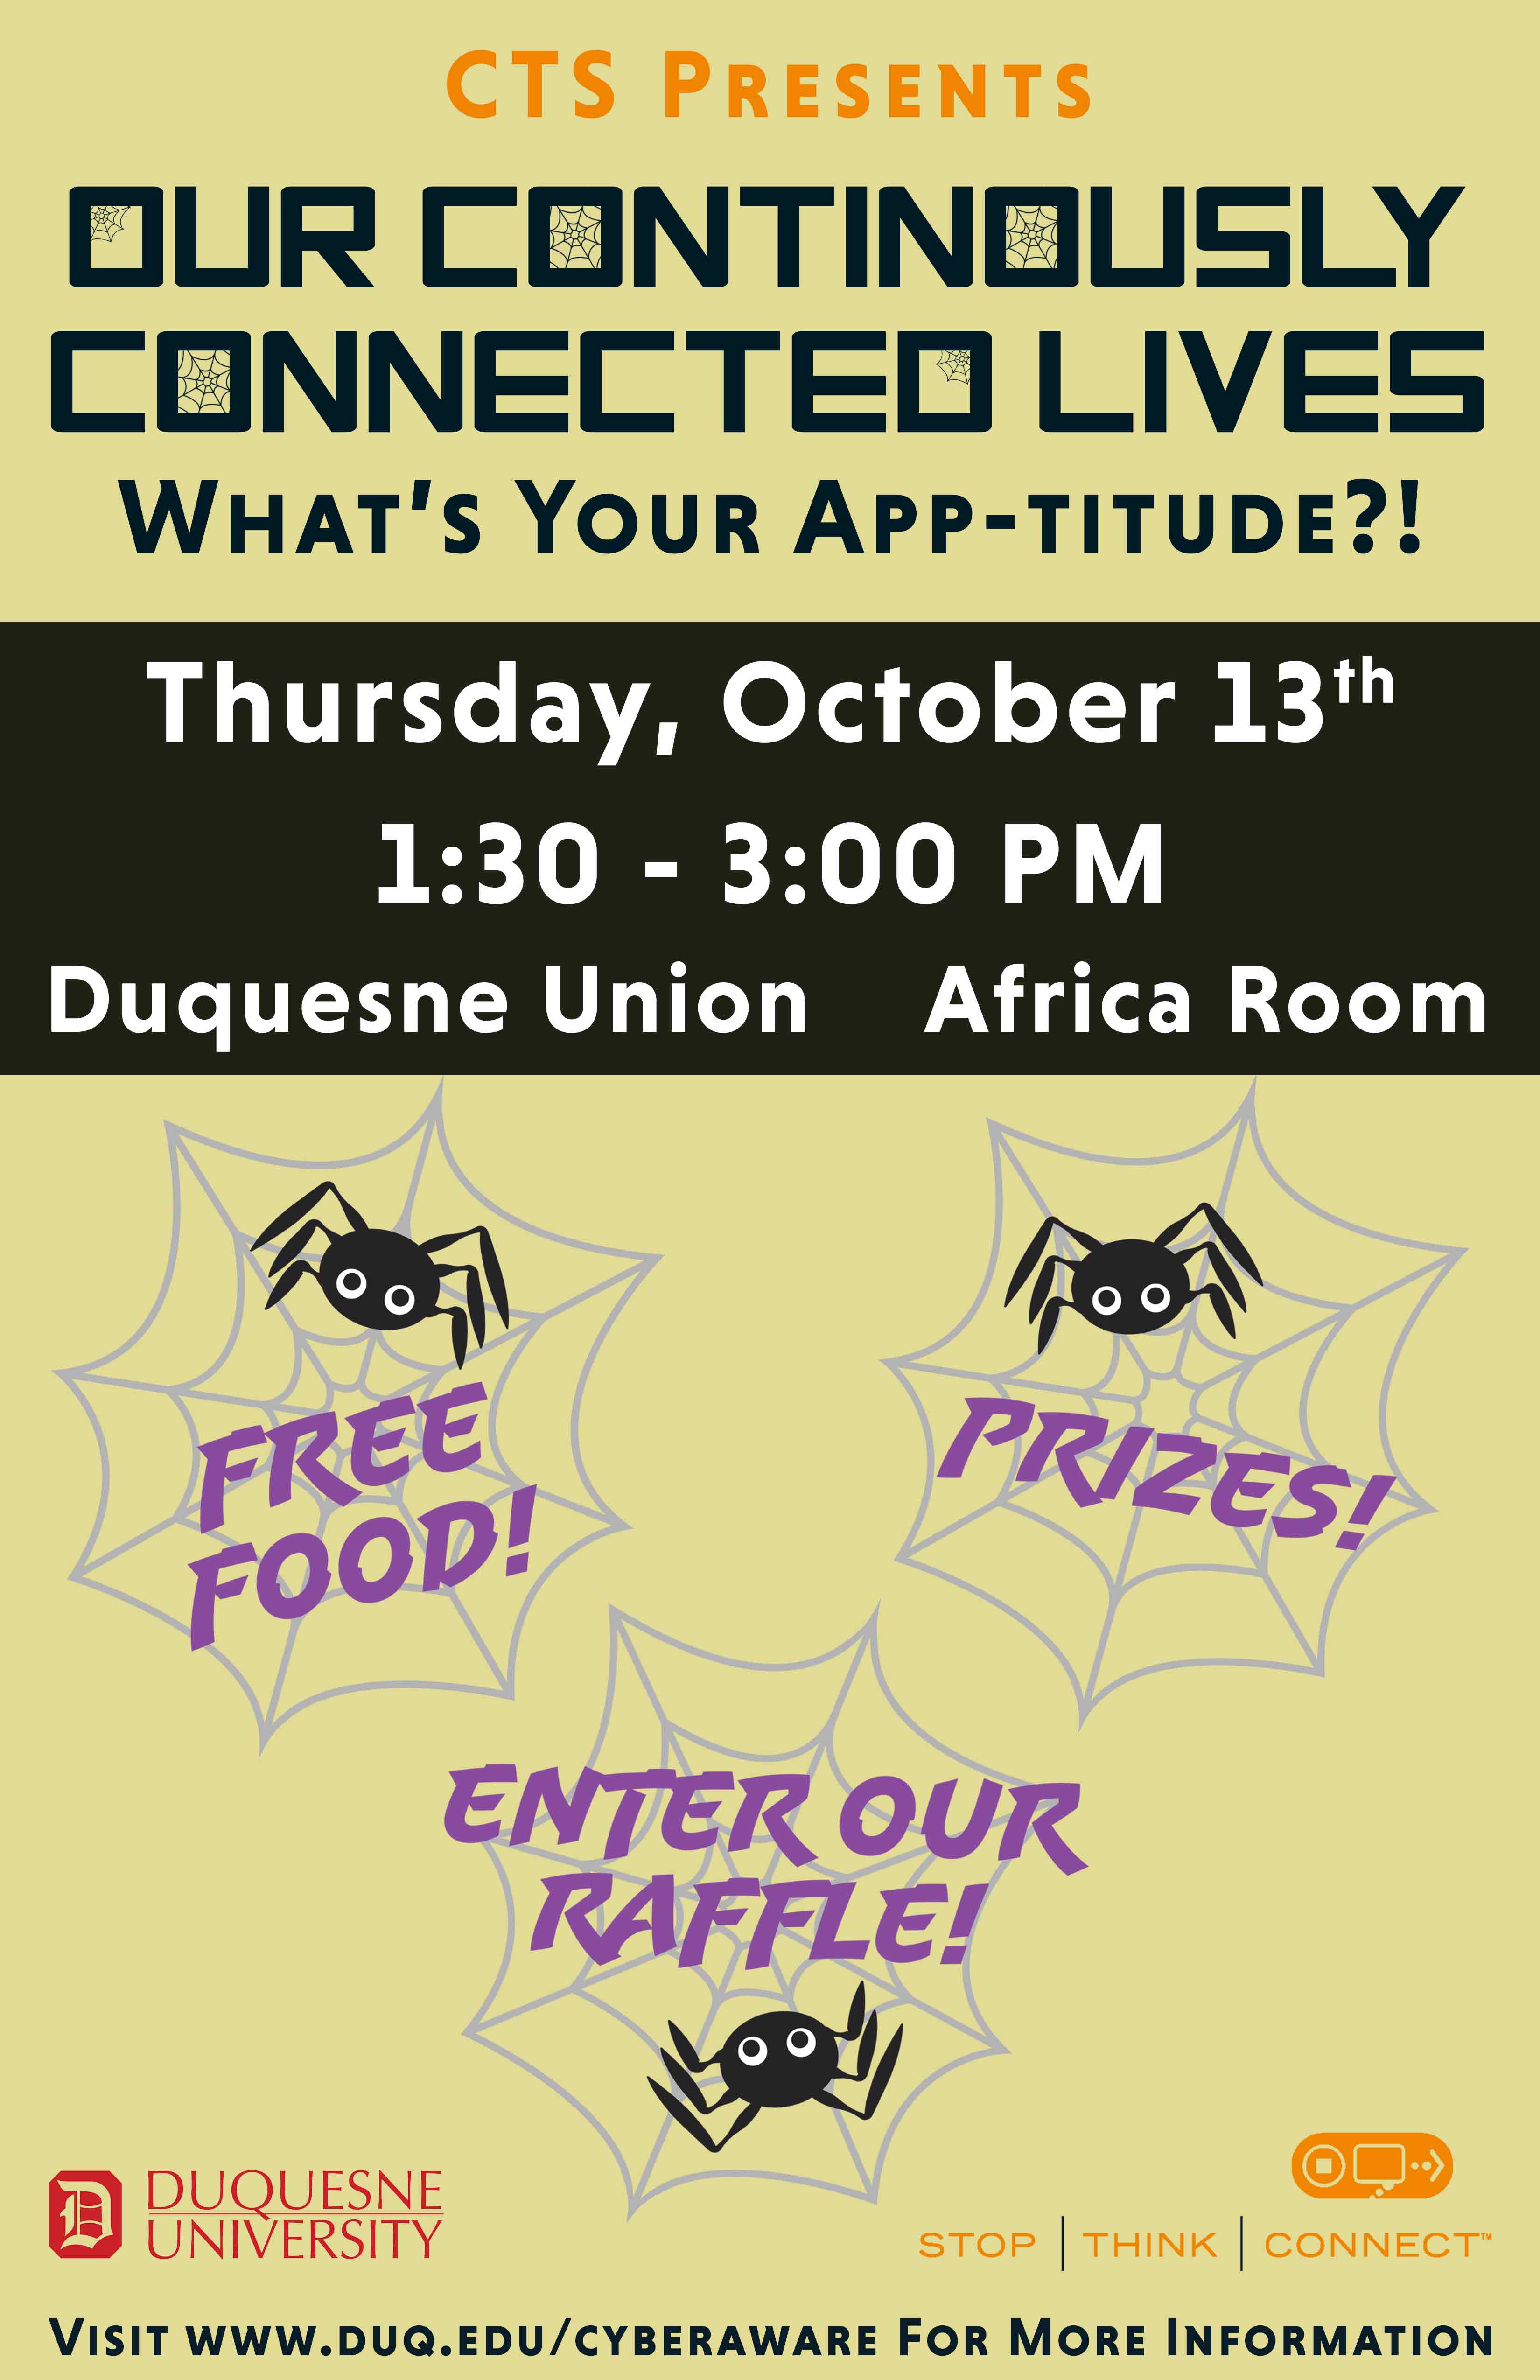 CTS Presents
OUR CONTINOUSLY
CONNECTED LIVES
What's Your App-titude?!
Thursday, October 13th
1:30 - 3:00 PM
Duquesne Union Africa Room
FREE
FOOD!
PRIZES!
ENTER OUR
RAFFLE!
D DUQUESNE
UNIVERSITY
STOP | THINK | CONNECT™
Visit www.duq.edu/cyberaware For More Information